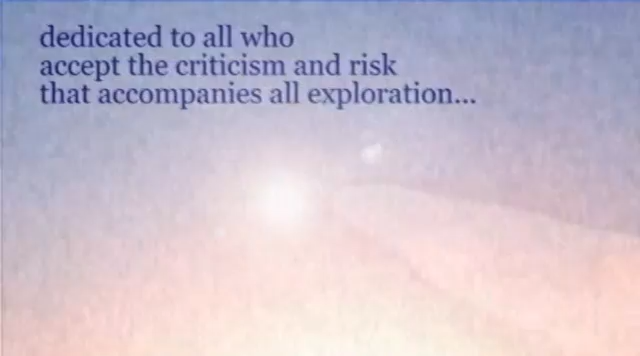 dedicated to all who
accept the criticism and risk
that accompanies all exploration...